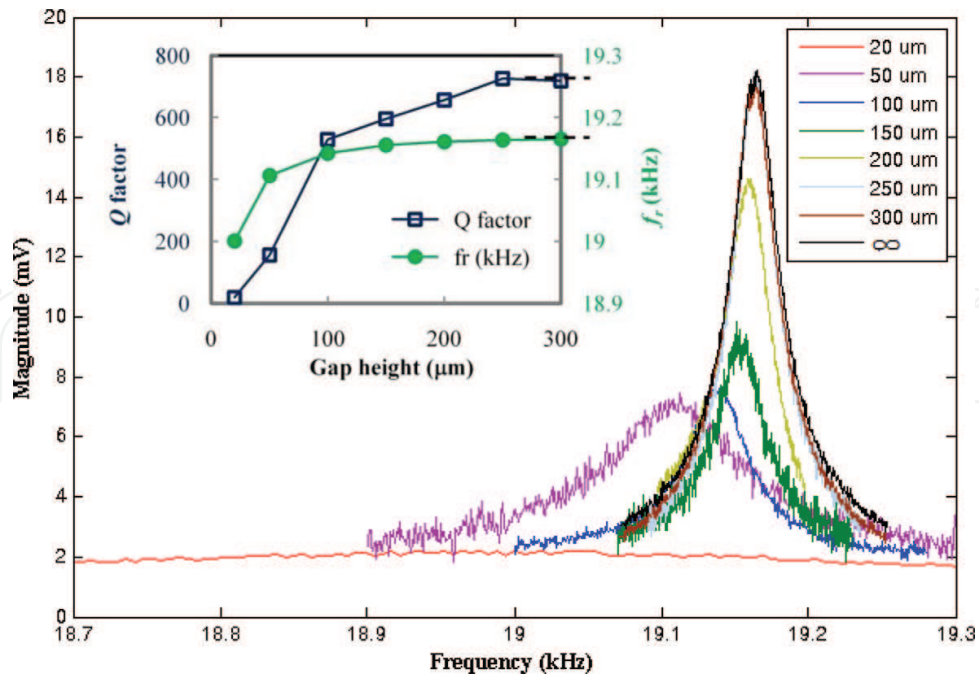 20
18
16
14
12
10
8
6
4
2
0
Magnitude (mV)
18.7 18.8 18.9 19 19.1 19.2 19.3
Frequency (kHz)
800
600
400
200
0
Q factor
19.3
19.2
19.1
19
18.9
fr (kHz)
Q factor
fr (kHz)
0 100 200 300
Gap height (μm)
20 um
50 um
100 um
150 um
200 um
250 um
300 um
∞